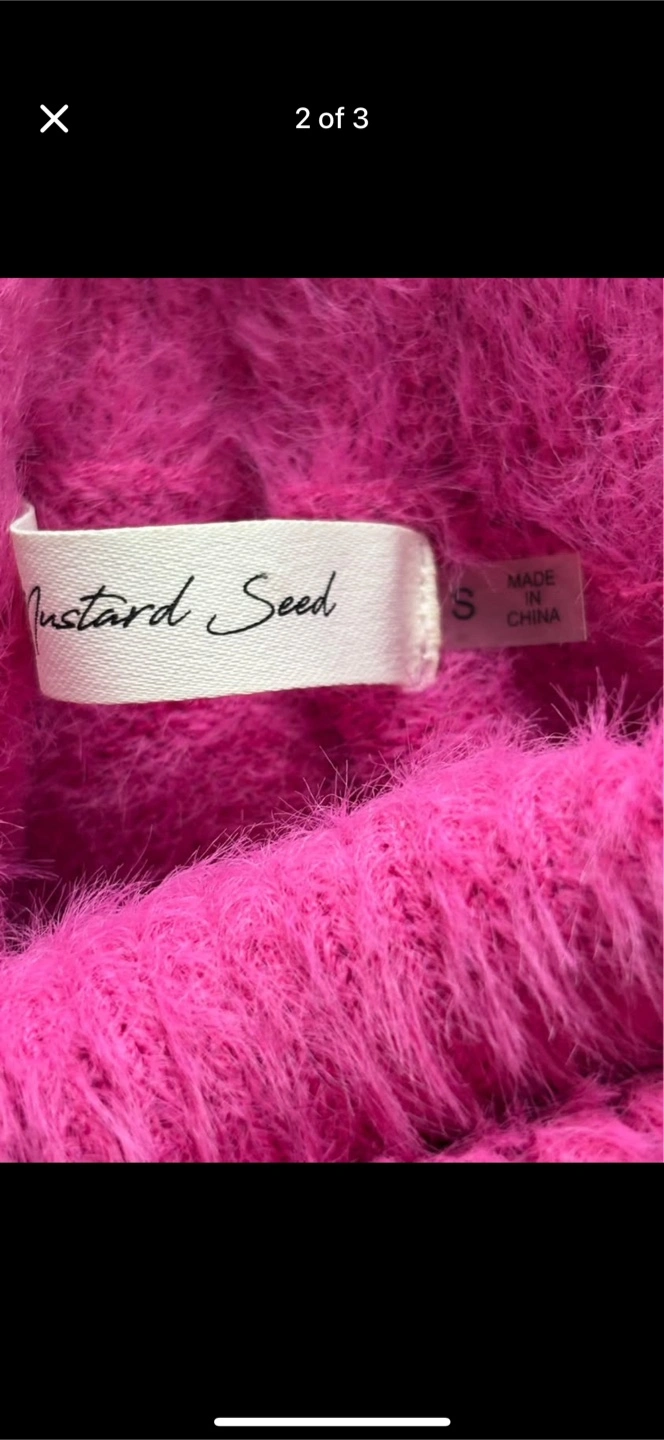 2 of 3
Mustard Seed
S
MADE
IN
CHINA